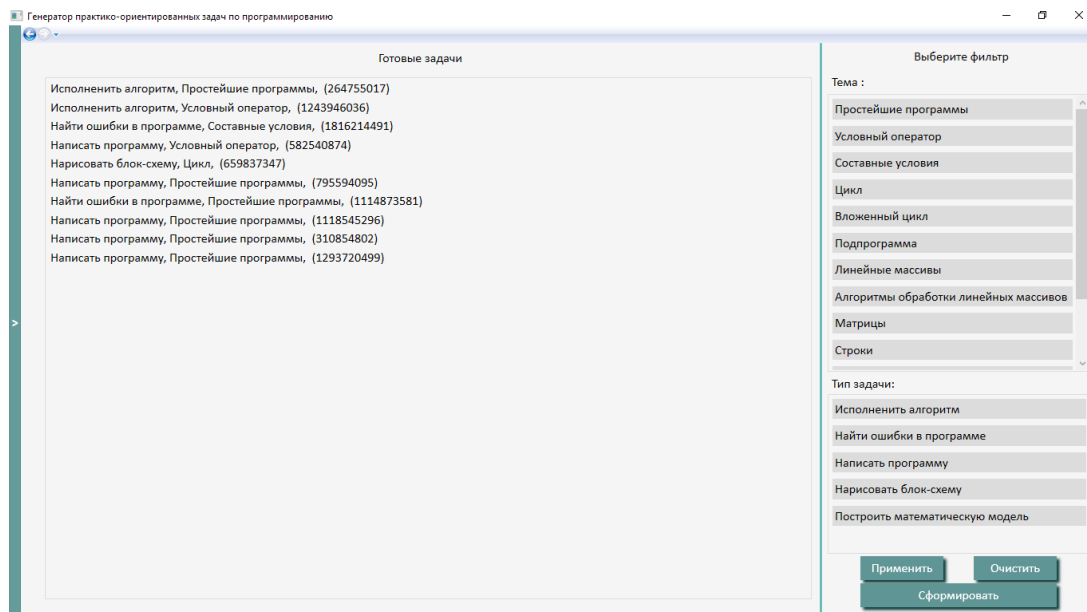 Генератор практико-ориентированных задач по программированию
Готовые задачи
Исполненить алгоритм, Простейшие программы, (264755017)
Исполненить алгоритм, Условный оператор, (1243946036)
Найти ошибки в программе, Составные условия, (1816214491)
Написать программу, Условный оператор, (582540874)
Нарисовать блок-схему, Цикл, (659837347)
Написать программу, Простейшие программы, (795594095)
Найти ошибки в программе, Простейшие программы, (1114873581)
Написать программу, Простейшие программы, (1118545296)
Написать программу, Простейшие программы, (310854802)
Написать программу, Простейшие программы, (1293720499)
>
Выберите фильтр
Тема :
Простейшие программы
Условный оператор
Составные условия
Цикл
Вложенный цикл
Подпрограмма
Линейные массивы
Алгоритмы обработки линейных массивов
Матрицы
Строки
Тип задачи:
Исполненить алгоритм
Найти ошибки в программе
Написать программу
Нарисовать блок-схему
Построить математическую модель
Применить Очистить
Сформировать